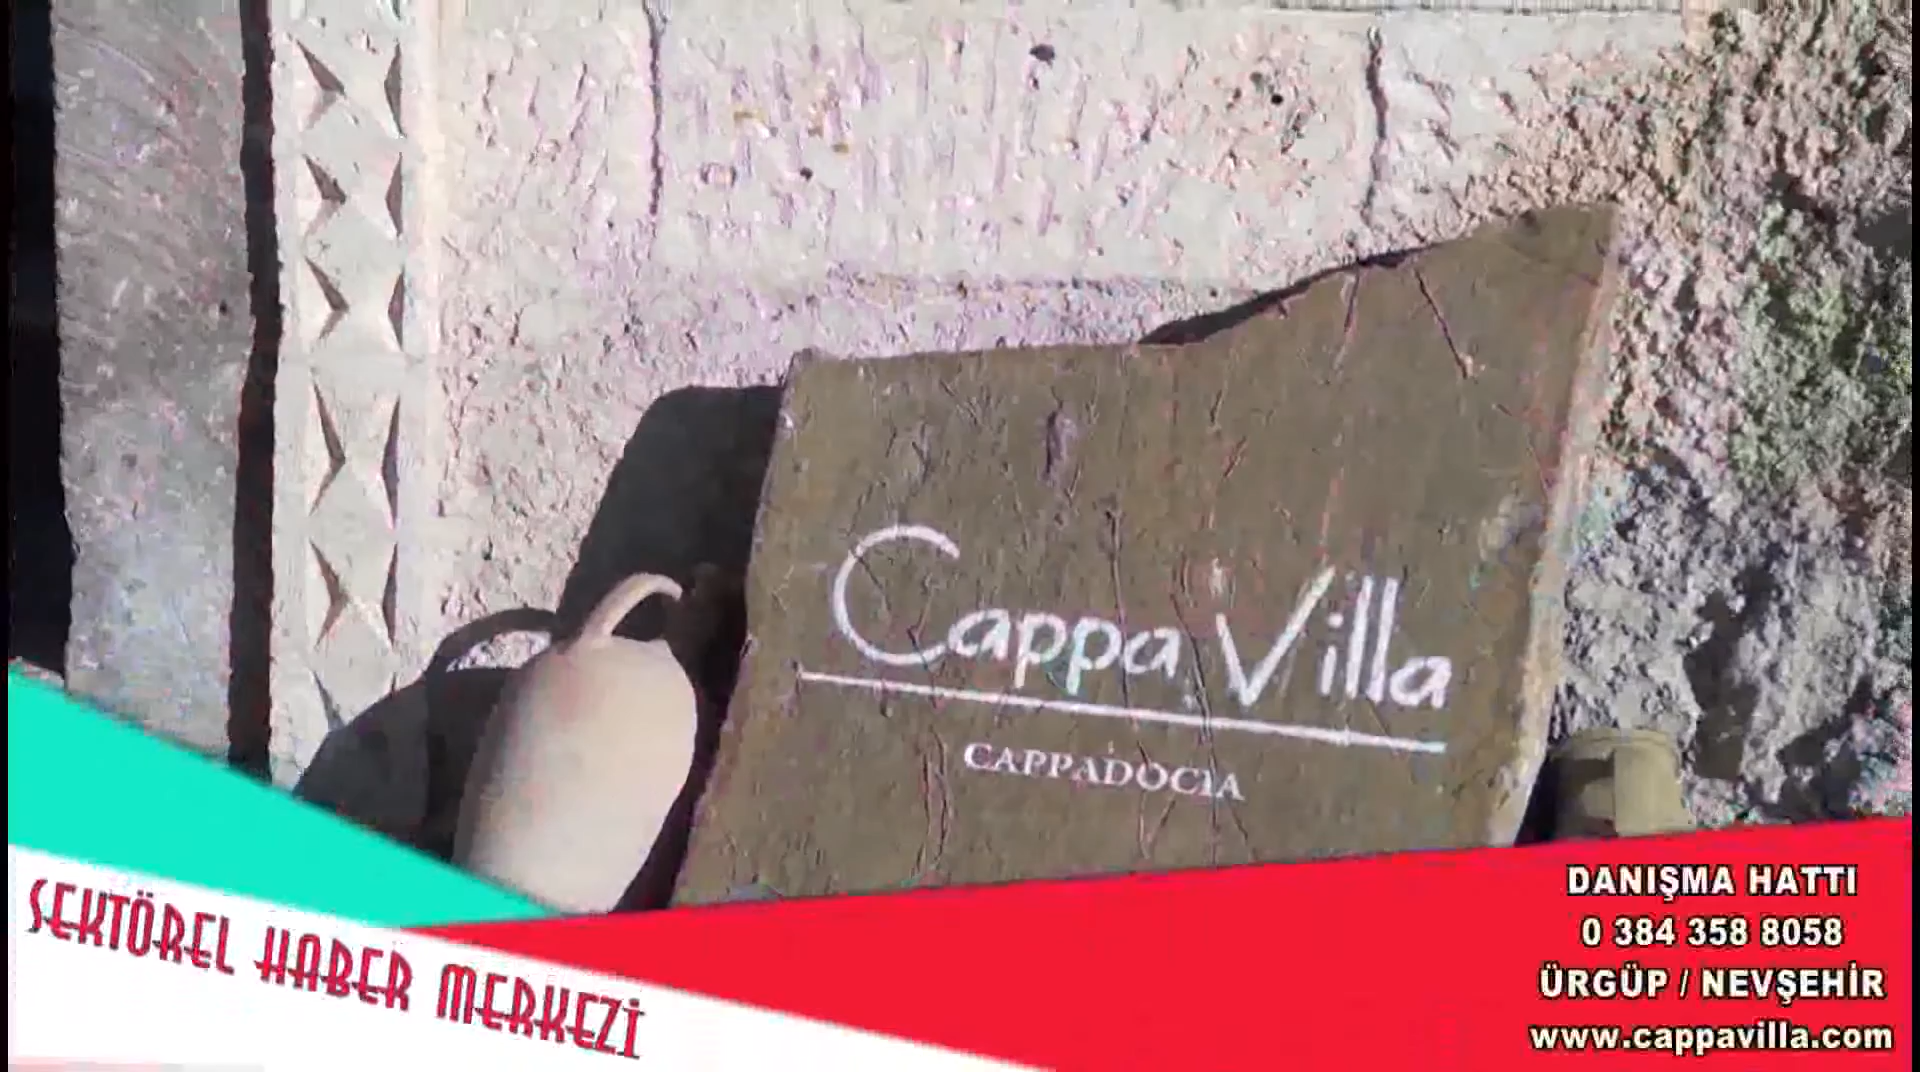 Cappa Villa
CAPPADOCIA
SEKTÖREL HABER MERKEZİ
DANIŞMA HATTI
0 384 358 8058
ÜRGÜP / NEVŞEHİR
www.cappavilla.com